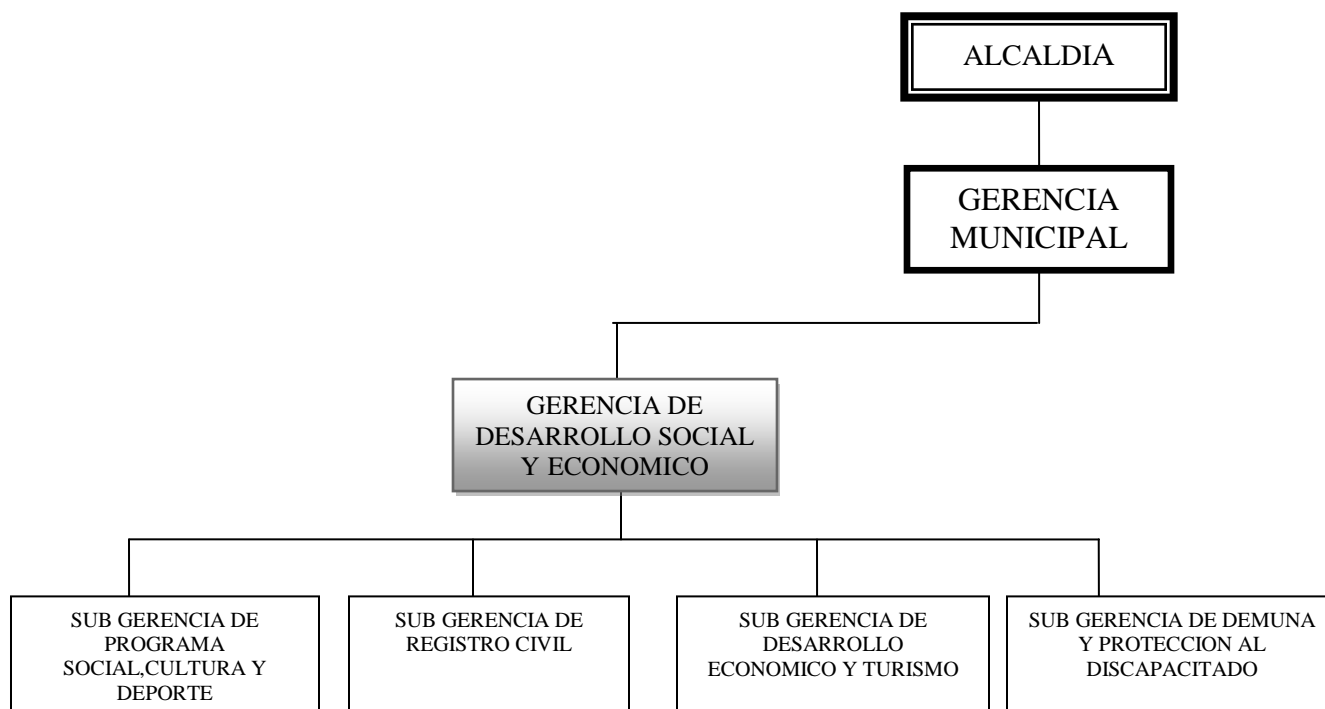 ALCALDIA
GERENCIA
MUNICIPAL
GERENCIA DE
DESARROLLO SOCIAL
Y ECONOMICO
SUB GERENCIA DE
PROGRAMA
SOCIAL,CULTURA Y
DEPORTE
SUB GERENCIA DE
REGISTRO CIVIL
SUB GERENCIA DE
DESARROLLO
ECONOMICO Y TURISMO
SUB GERENCIA DE DEMUNA
Y PROTECCION AL
DISCAPACITADO